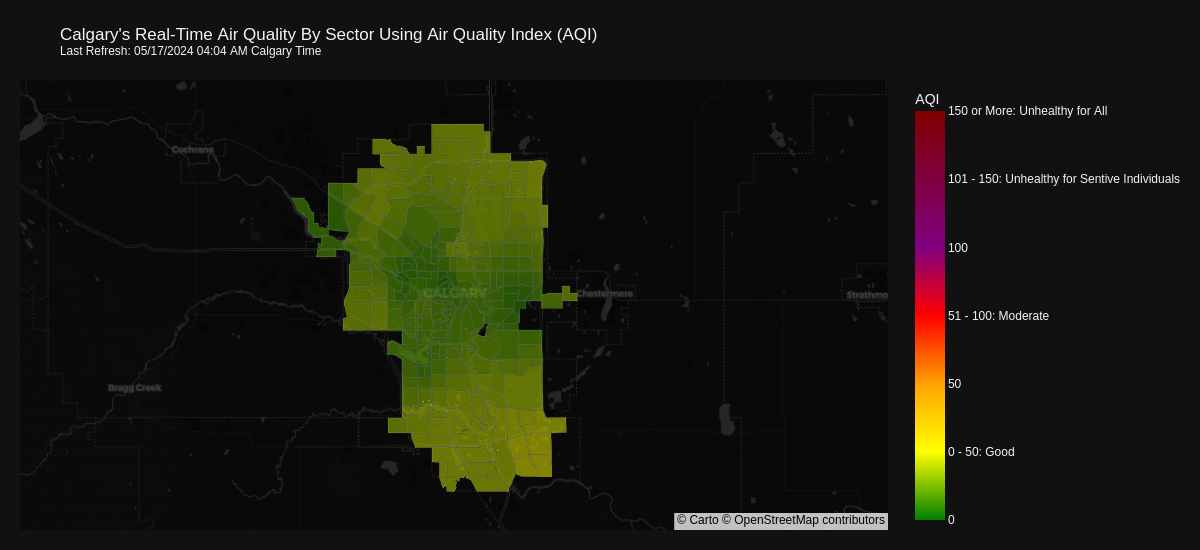 Calgary's Real-Time Air Quality By Sector Using Air Quality Index (AQI)
Last Refresh: 05/17/2024 04:04 AM Calgary Time
AQI
150 or More: Unhealthy for All
101 - 150: Unhealthy for Sentive Individuals
100
51 - 100: Moderate
50
0 - 50: Good
0
Cochrane
CALGARY
Chestermere
Strathmo
Bragg Creek
© Carto © OpenStreetMap contributors